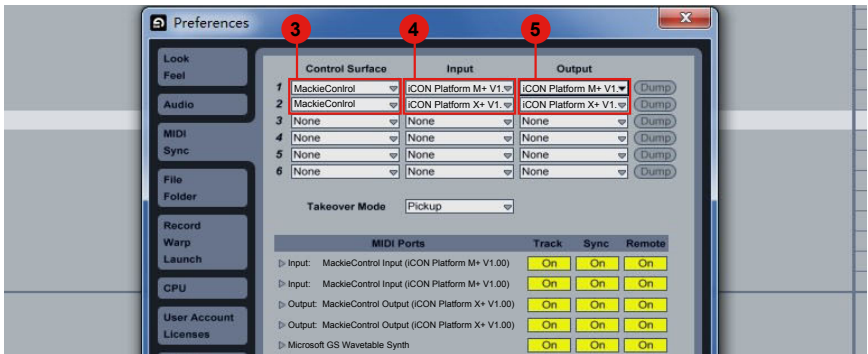 Preferences
x
3 4 5
Look
Feel
Audio
MIDI
Sync
File
Folder
Record
Warp
Launch
CPU
User Account
Licenses
Control Surface Input Output
1 MackieConlrol iCON Platform M+ V1. iCON Platform M+ V1. Dump
2 MackieConlrol iCON Platform X+ V1. iCON Platform X+ V1. Dump
3 None None None Dump
4 None None None Dump
5 None None None Dump
6 None None None Dump
Takeover Mode Pickup
MIDI Ports Track Sync Remote
Input: MackieControl Input (iCON Platform M+ V1.00) On On On
Input: MackieControl Input (iCON Platform M+ V1.00) On On On
Output: MackieControl Output (iCON Platform X+ V1.00) On On On
Output: MackieControl Output (iCON Platform X+ V1.00) On On On
Microsoft GS Wavetable Synth On On On